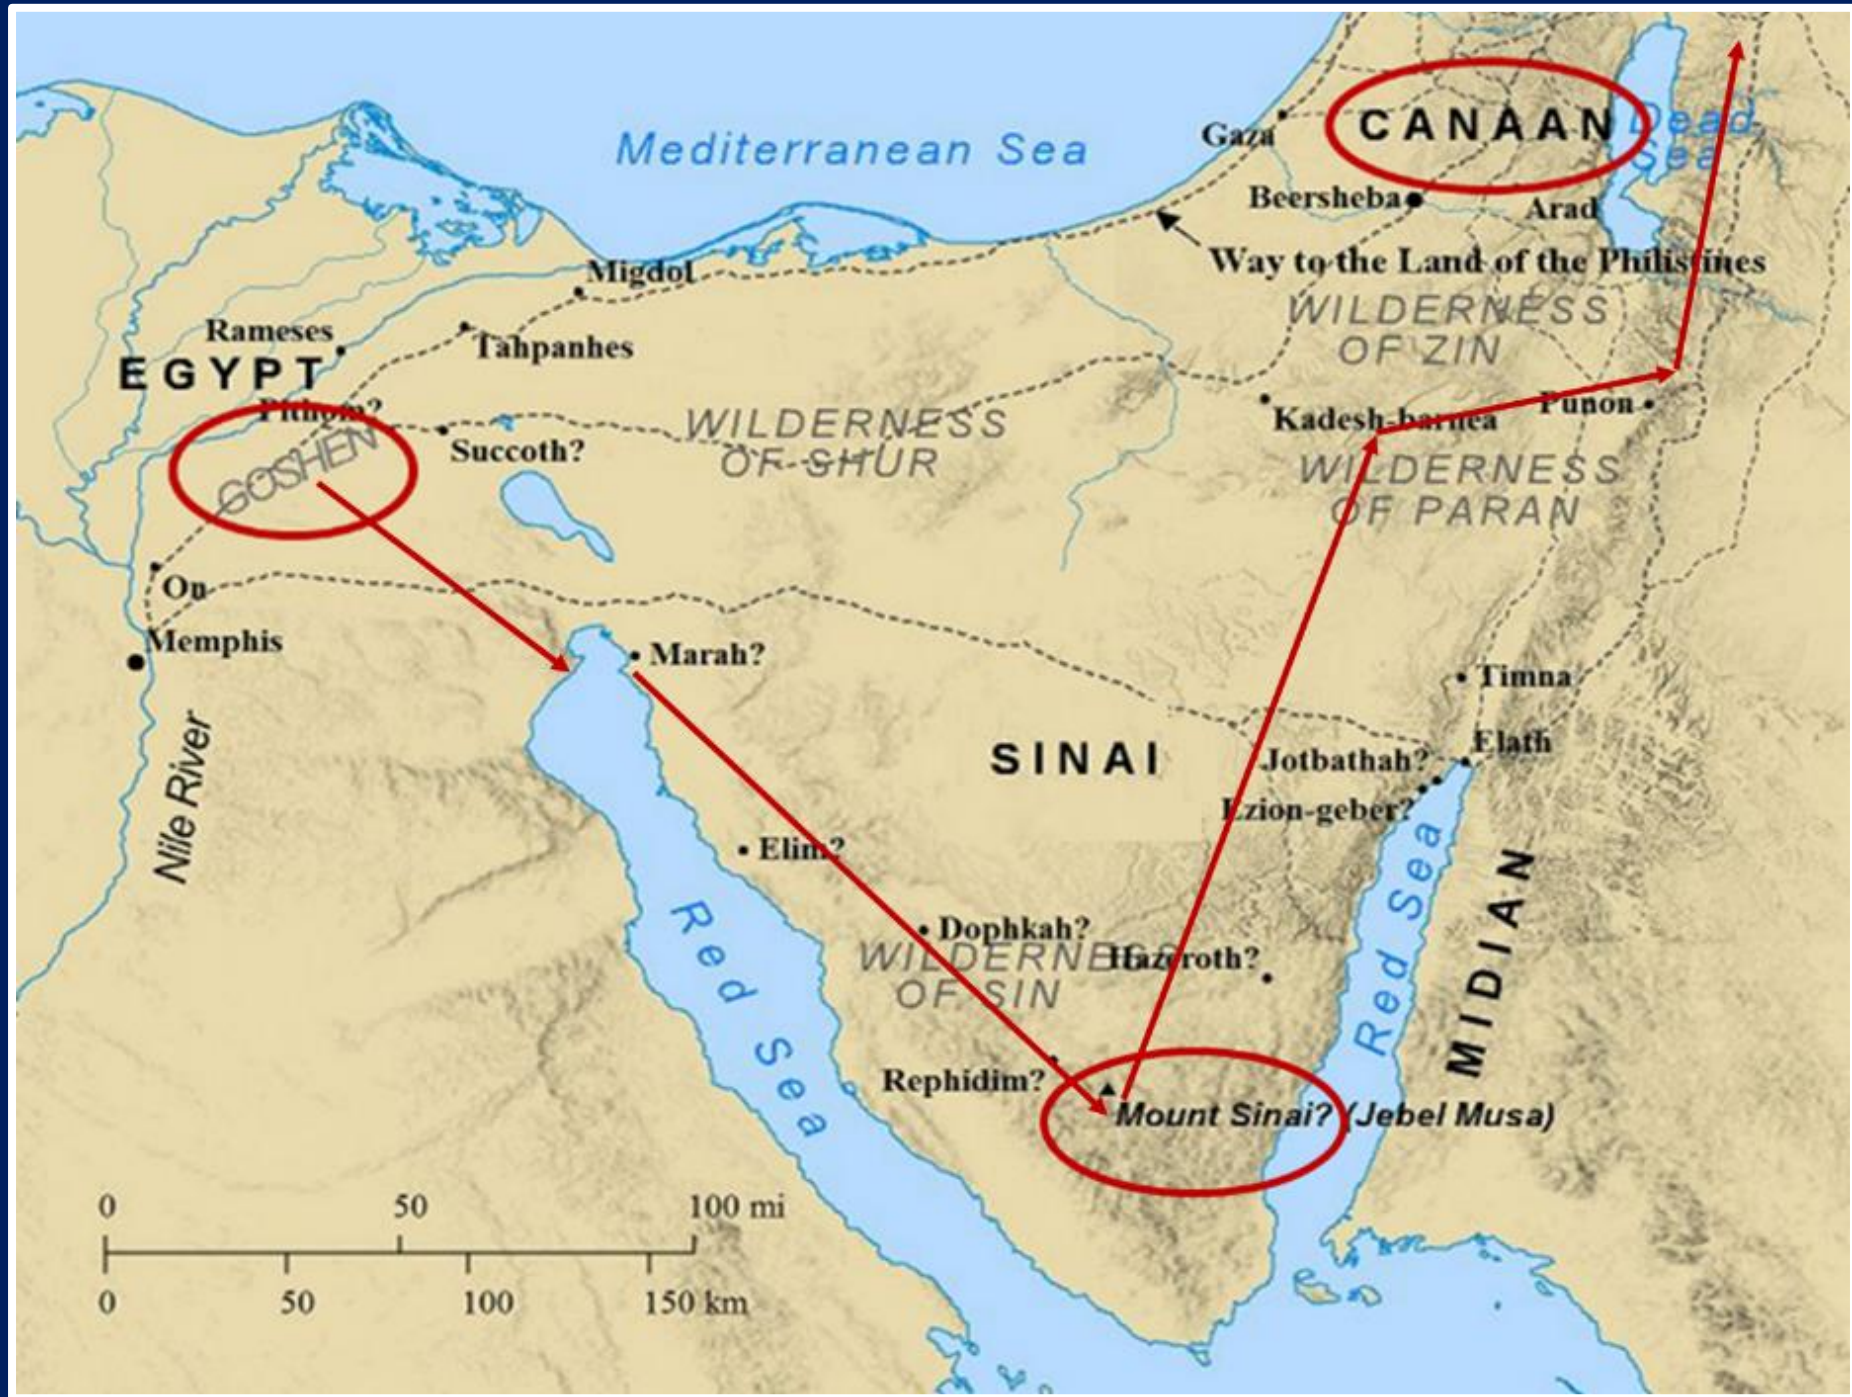 Mediterranean Sea
Gaza
CANAAN
Dead
Sea
Beersheba
Arad
Way to the Land of the Philistines
Migdol
WILDERNESS
OF ZIN
Rameses
Tahpanhes
EGYPT
Pithom?
Kadesh-barnea
Punon
WILDERNESS
OF SHUR
Succoth?
GOSHEN
WILDERNESS
OF PARAN
On
Memphis
Marah?
Timna
Nile River
SINAI
Elath
Jotbathah?
Ezion-geber?
Elim?
Red Sea
Red Sea
MIDIAN
Dophkah?
WILDERNESS
OF SIN
Hazeroth?
Rephidim?
Mount Sinai? (Jebel Musa)
0 50 100 mi
0 50 100 150 km